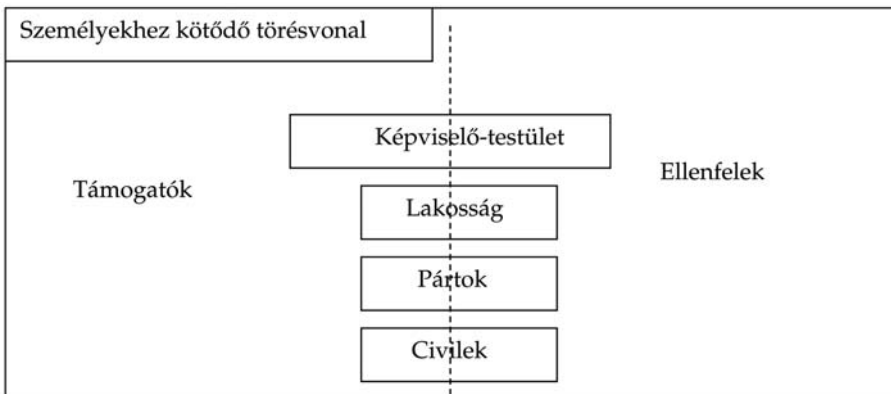 Személyekhez kötődő törésvonal
Képviselő-testület
Támogatók
Ellenfelek
Lakosság
Pártok
Civilek